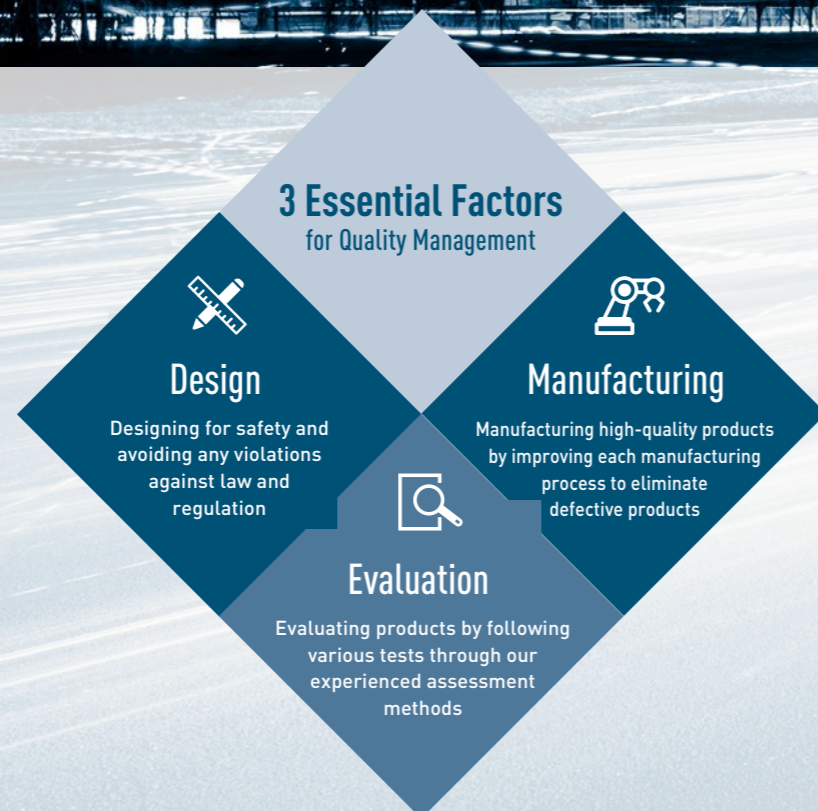 3 Essential Factors
for Quality Management
Design
Designing for safety and
avoiding any violations
against law and
regulation
Manufacturing
Manufacturing high-quality products
by improving each manufacturing
process to eliminate
defective products
Evaluation
Evaluating products by following
various tests through our
experienced assessment
methods